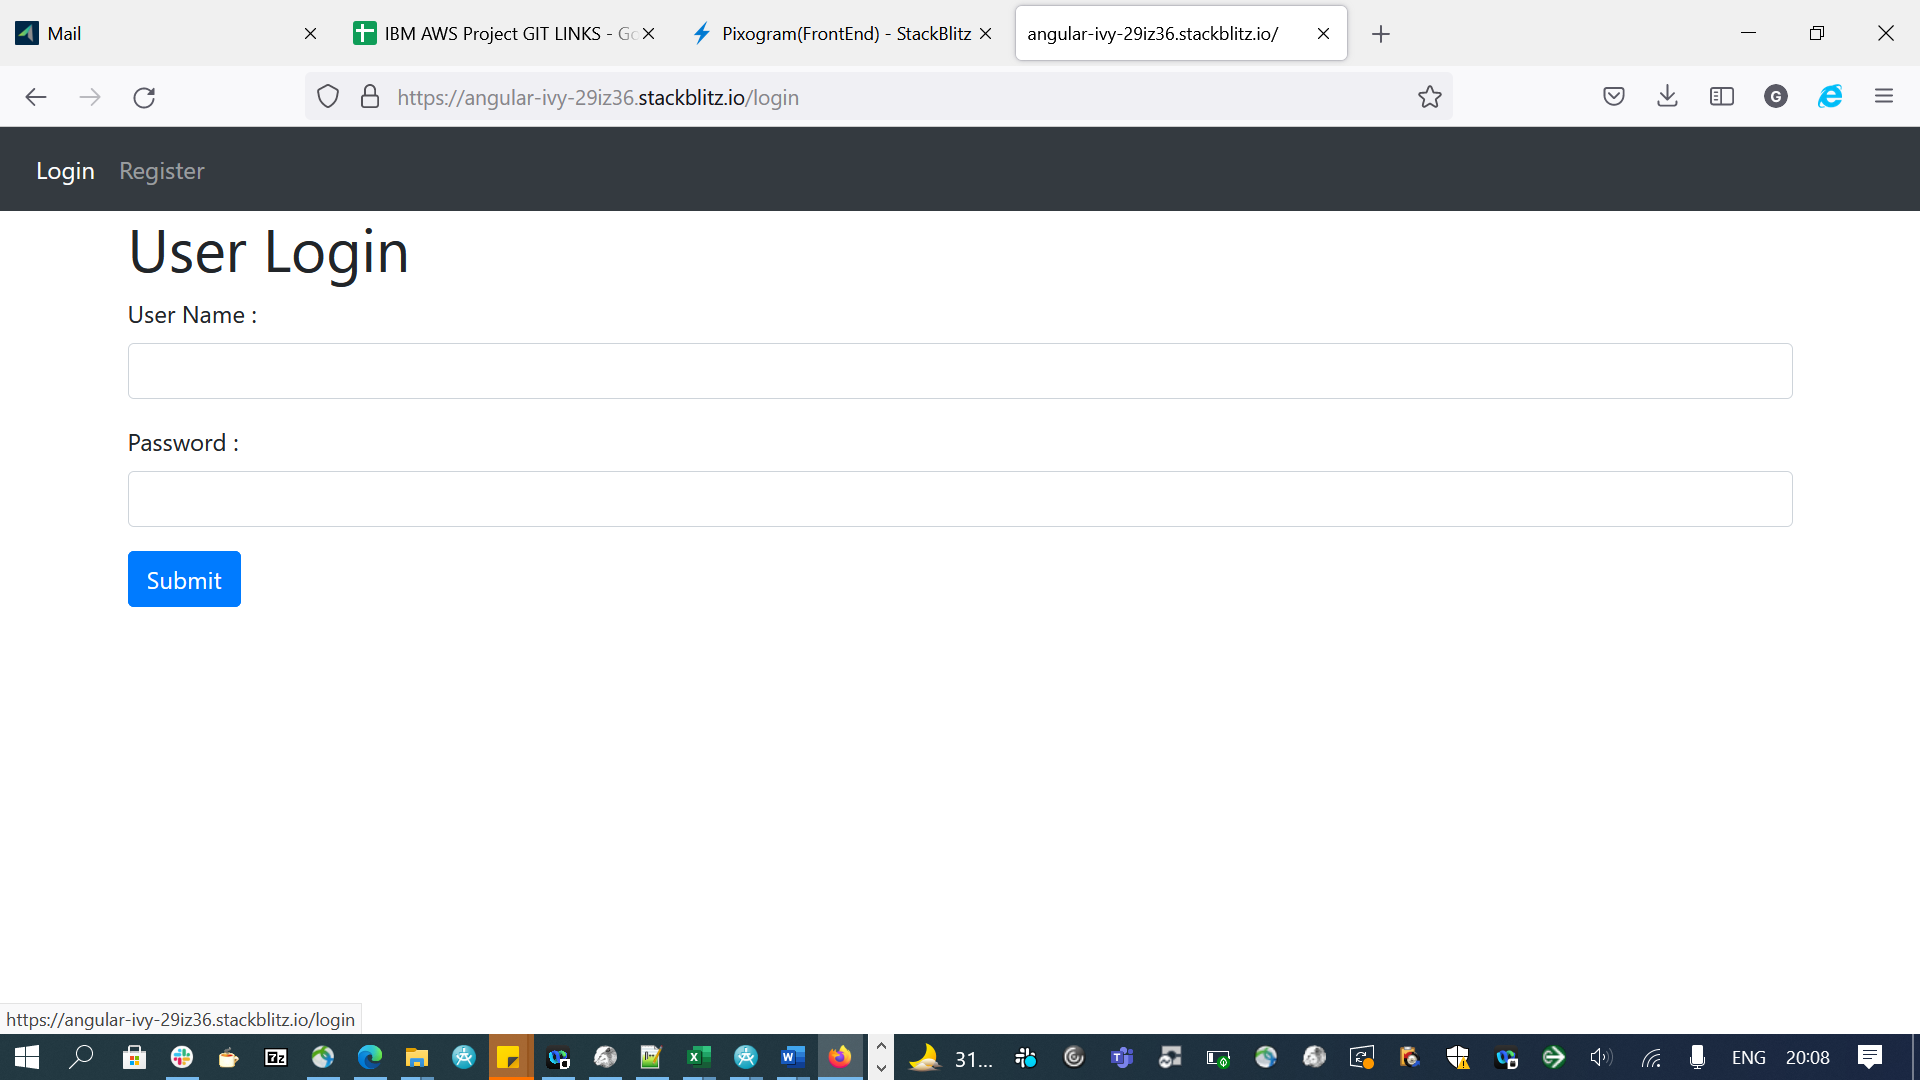 Mail
IBM AWS Project GIT LINKS - Go
Pixogram(FrontEnd) - StackBlitz
angular-ivy-29iz36.stackblitz.io/
https://angular-ivy-29iz36.stackblitz.io/login
G
Login Register
User Login
User Name :
Password :
Submit
https://angular-ivy-29iz36.stackblitz.io/login
7z
31...
ENG
20:08